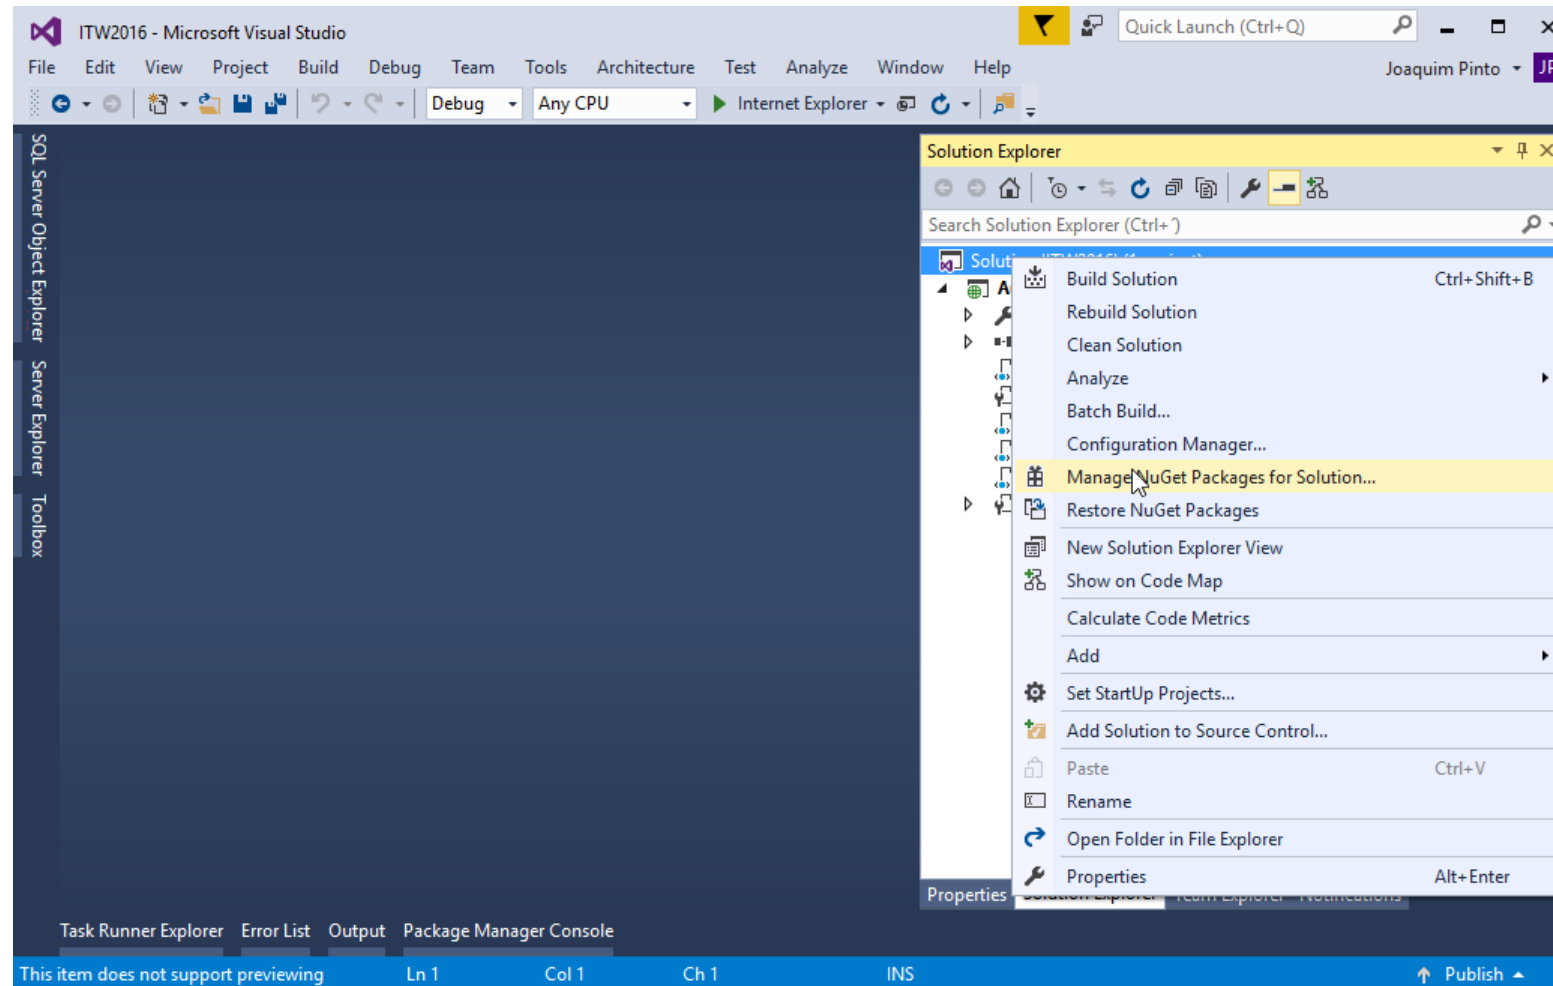 ITW2016 - Microsoft Visual Studio
Quick Launch (Ctrl+Q)
File Edit View Project Build Debug Team Tools Architecture Test Analyze Window Help
Joaquim Pinto JP
Debug Any CPU Internet Explorer
SQL Server Object Explorer
Server Explorer
Toolbox
Solution Explorer
Search Solution Explorer (Ctrl+^)
Build Solution Ctrl+Shift+B
Rebuild Solution
Clean Solution
Analyze
Batch Build...
Configuration Manager...
Manage NuGet Packages for Solution...
Restore NuGet Packages
New Solution Explorer View
Show on Code Map
Calculate Code Metrics
Add
Set StartUp Projects...
Add Solution to Source Control...
Paste Ctrl+V
Rename
Open Folder in File Explorer
Properties Alt+Enter
Properties Solution Explorer Team Explorer Notifications
Task Runner Explorer Error List Output Package Manager Console
This item does not support previewing Ln 1 Col 1 Ch 1 INS Publish